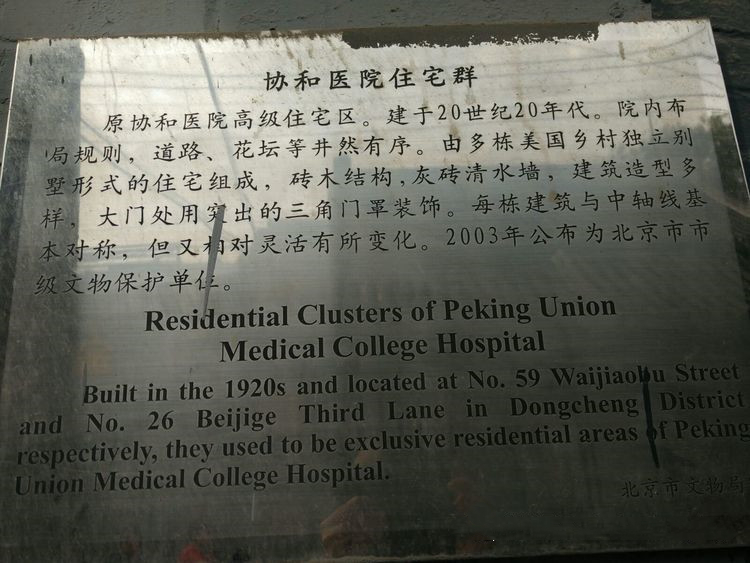 协和医院住宅群
原协和医院高级住宅区。建于20世纪20年代。院内布
局规则，道路、花坛等井然有序。由多栋美国乡村独立别
墅形式的住宅组成，砖木结构，灰砖清水墙，建筑造型多
样，大门处用突出的三角门罩装饰。每栋建筑与中轴线基
本对称，但又相对灵活有所变化。2003年公布为北京市市
级文物保护单位。
Residential Clusters of Peking Union
Medical College Hospital
Built in the 1920s and located at No. 59 Waijiaobu Street
and No. 26 Beijige Third Lane in Dongcheng District
respectively, they used to be exclusive residential areas of Peking
Union Medical College Hospital.
北京市文物局